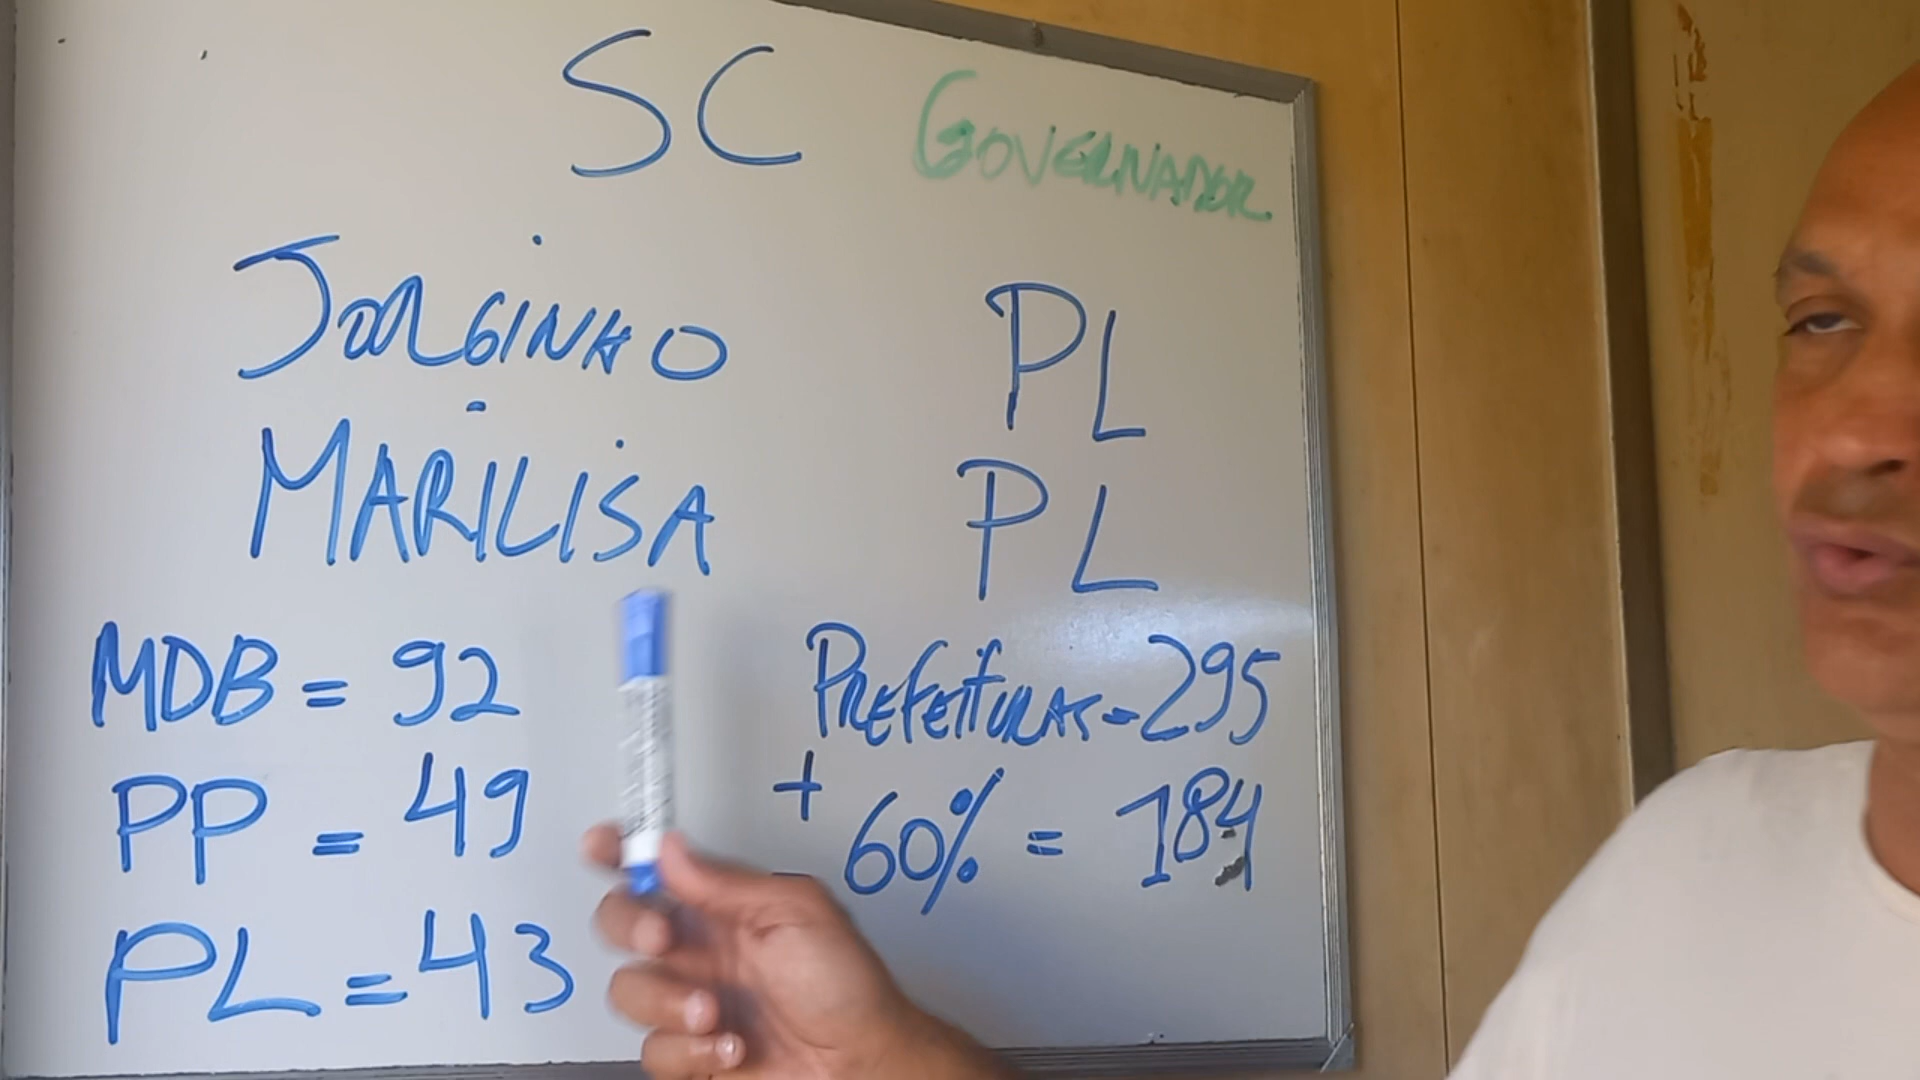 SC GOVERNADOR
JORGINHO PL
MARILISA PL
MDB = 92 PREFEITURAS = 295
PP = 49 + 60% = 184
PL = 43